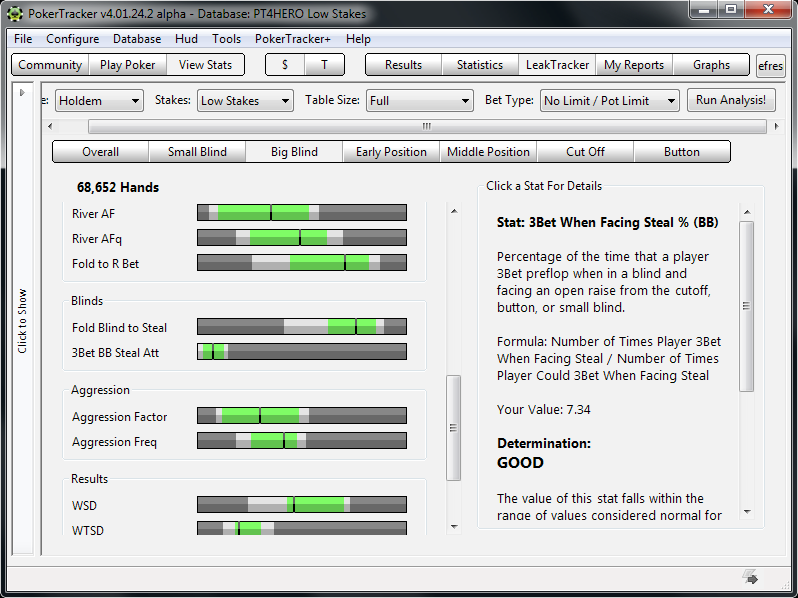 PokerTracker v4.01.24.2 alpha - Database: PT4HERO Low Stakes
File Configure Database Hud Tools PokerTracker+ Help
Community Play Poker View Stats $ T Results Statistics LeakTracker My Reports Graphs efres
e: Holdem Stakes: Low Stakes Table Size: Full Bet Type: No Limit / Pot Limit Run Analysis!
Overall Small Blind Big Blind Early Position Middle Position Cut Off Button
Click to Show
68,652 Hands
River AF
River AFq
Fold to R Bet
Blinds
Fold Blind to Steal
3Bet BB Steal Att
Aggression
Aggression Factor
Aggression Freq
Results
WSD
WTSD
Click a Stat For Details
Stat: 3Bet When Facing Steal % (BB)
Percentage of the time that a player
3Bet preflop when in a blind and
facing an open raise from the cutoff,
button, or small blind.
Formula: Number of Times Player 3Bet
When Facing Steal / Number of Times
Player Could 3Bet When Facing Steal
Your Value: 7.34
Determination:
GOOD
The value of this stat falls within the
range of values considered normal for